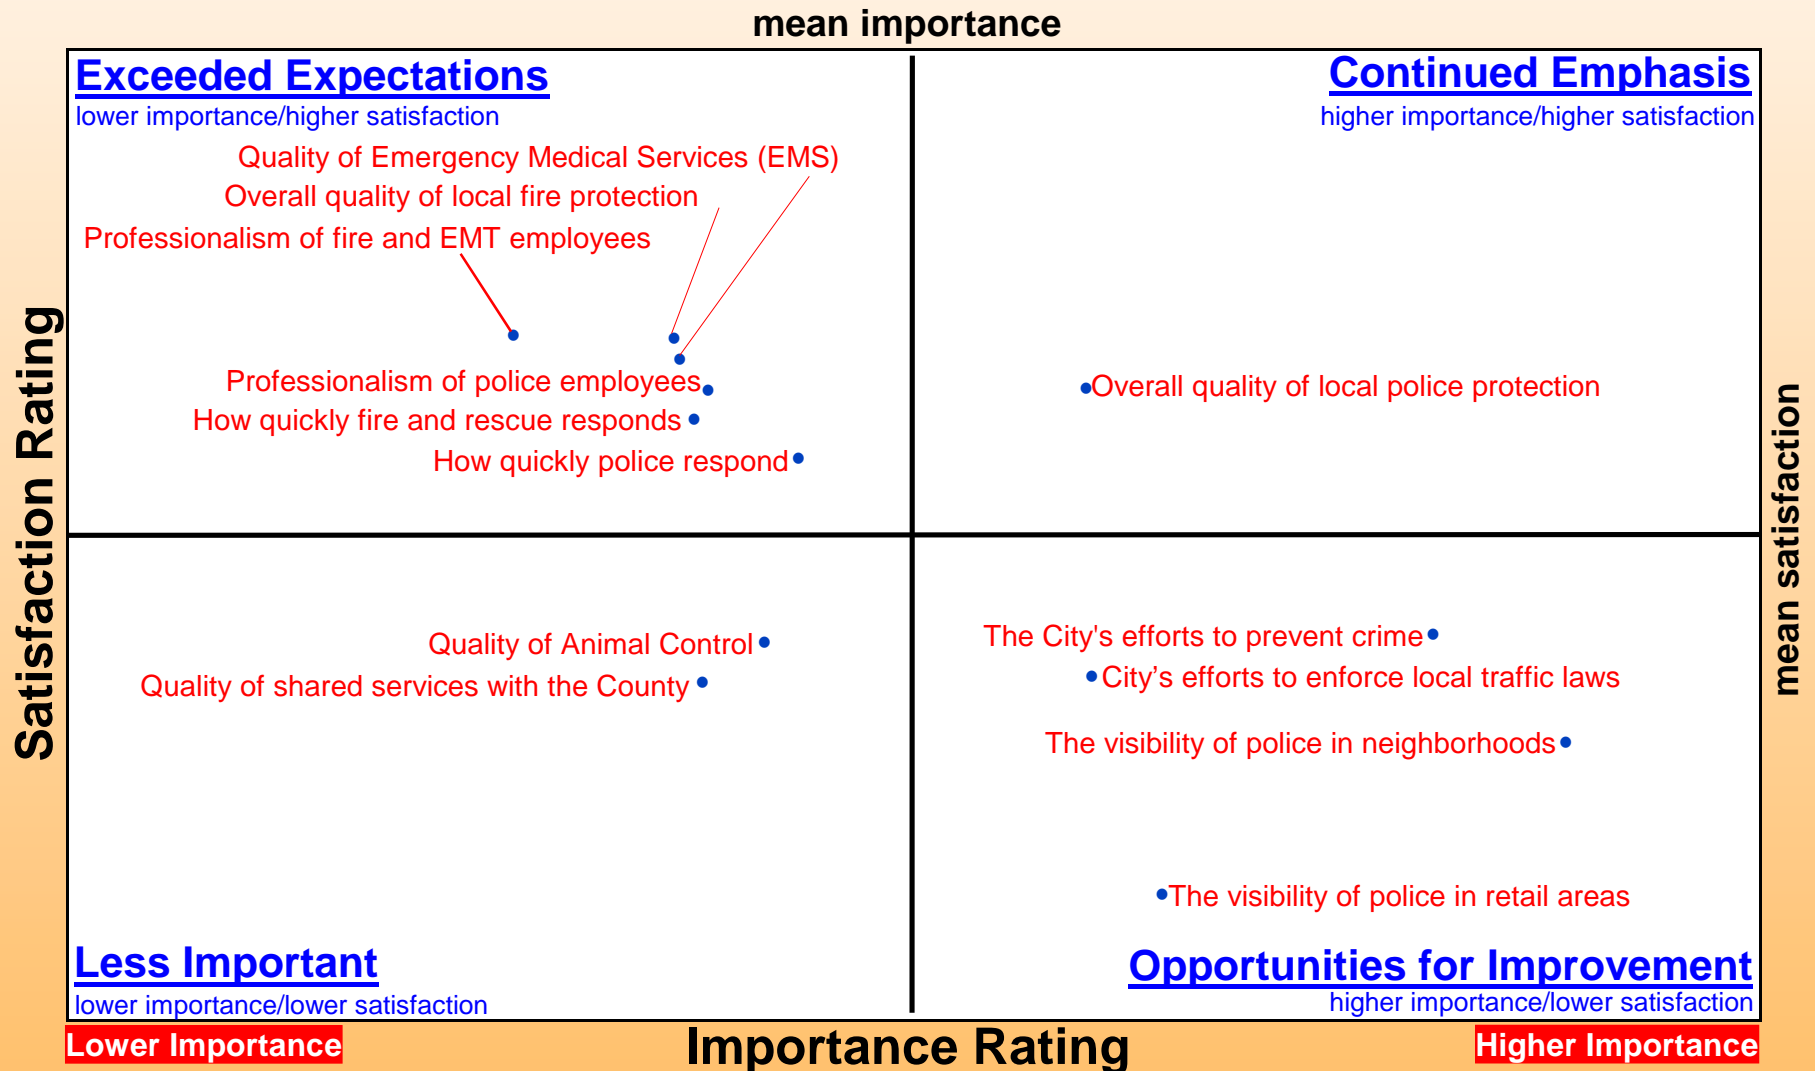 mean importance
Exceeded Expectations
lower importance/higher satisfaction
Continued Emphasis
higher importance/higher satisfaction
Quality of Emergency Medical Services (EMS)
Overall quality of local fire protection
Professionalism of fire and EMT employees
Professionalism of police employees
How quickly fire and rescue responds
How quickly police respond
Overall quality of local police protection
Satisfaction Rating
mean satisfaction
Quality of Animal Control
Quality of shared services with the County
The City's efforts to prevent crime
City’s efforts to enforce local traffic laws
The visibility of police in neighborhoods
The visibility of police in retail areas
Less Important
lower importance/lower satisfaction
Opportunities for Improvement
higher importance/lower satisfaction
Lower Importance
Importance Rating
Higher Importance